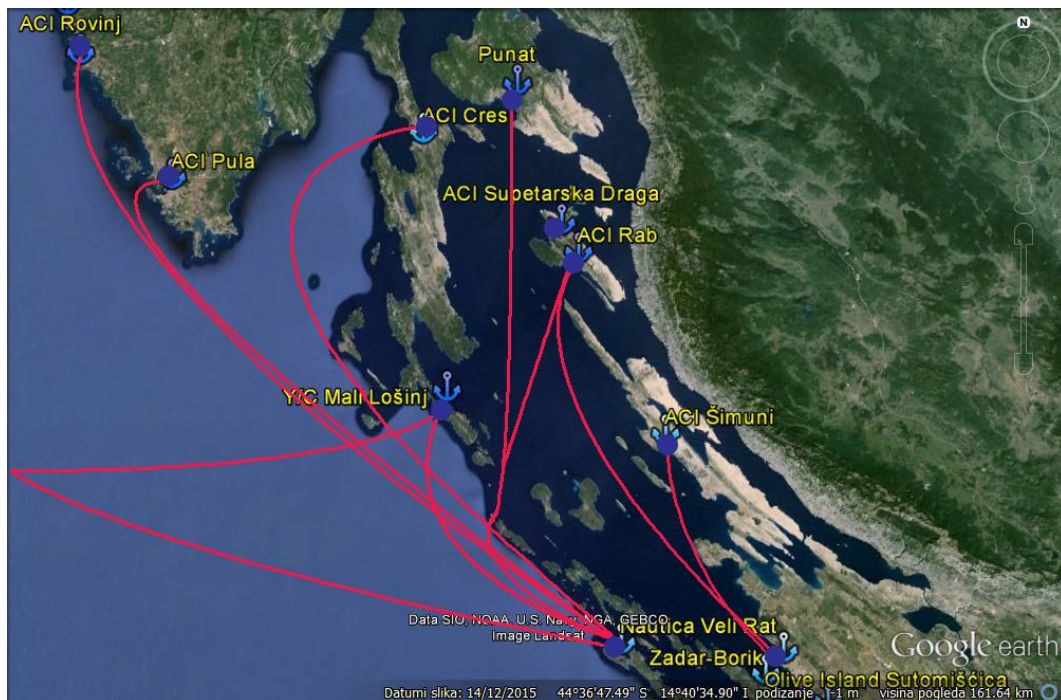 ACI Rovinj
N
Punat
ACI Cres
ACI Pula
ACI Supetarska Draga
ACI Rab
Y/C Mali Lošinj
ACI Šimuni
Data SIO, NOAA, U.S. Navy, NGA, GEBCO
Image Landsat
Nautica Veli Rat
Zadar-Borik
Google earth
Olive Island Sutomišćica
Datumi slika: 14/12/2015 44°36'47.49" S 14°40'34.90" I podizanje -1 m visina pogleda 161.64 km